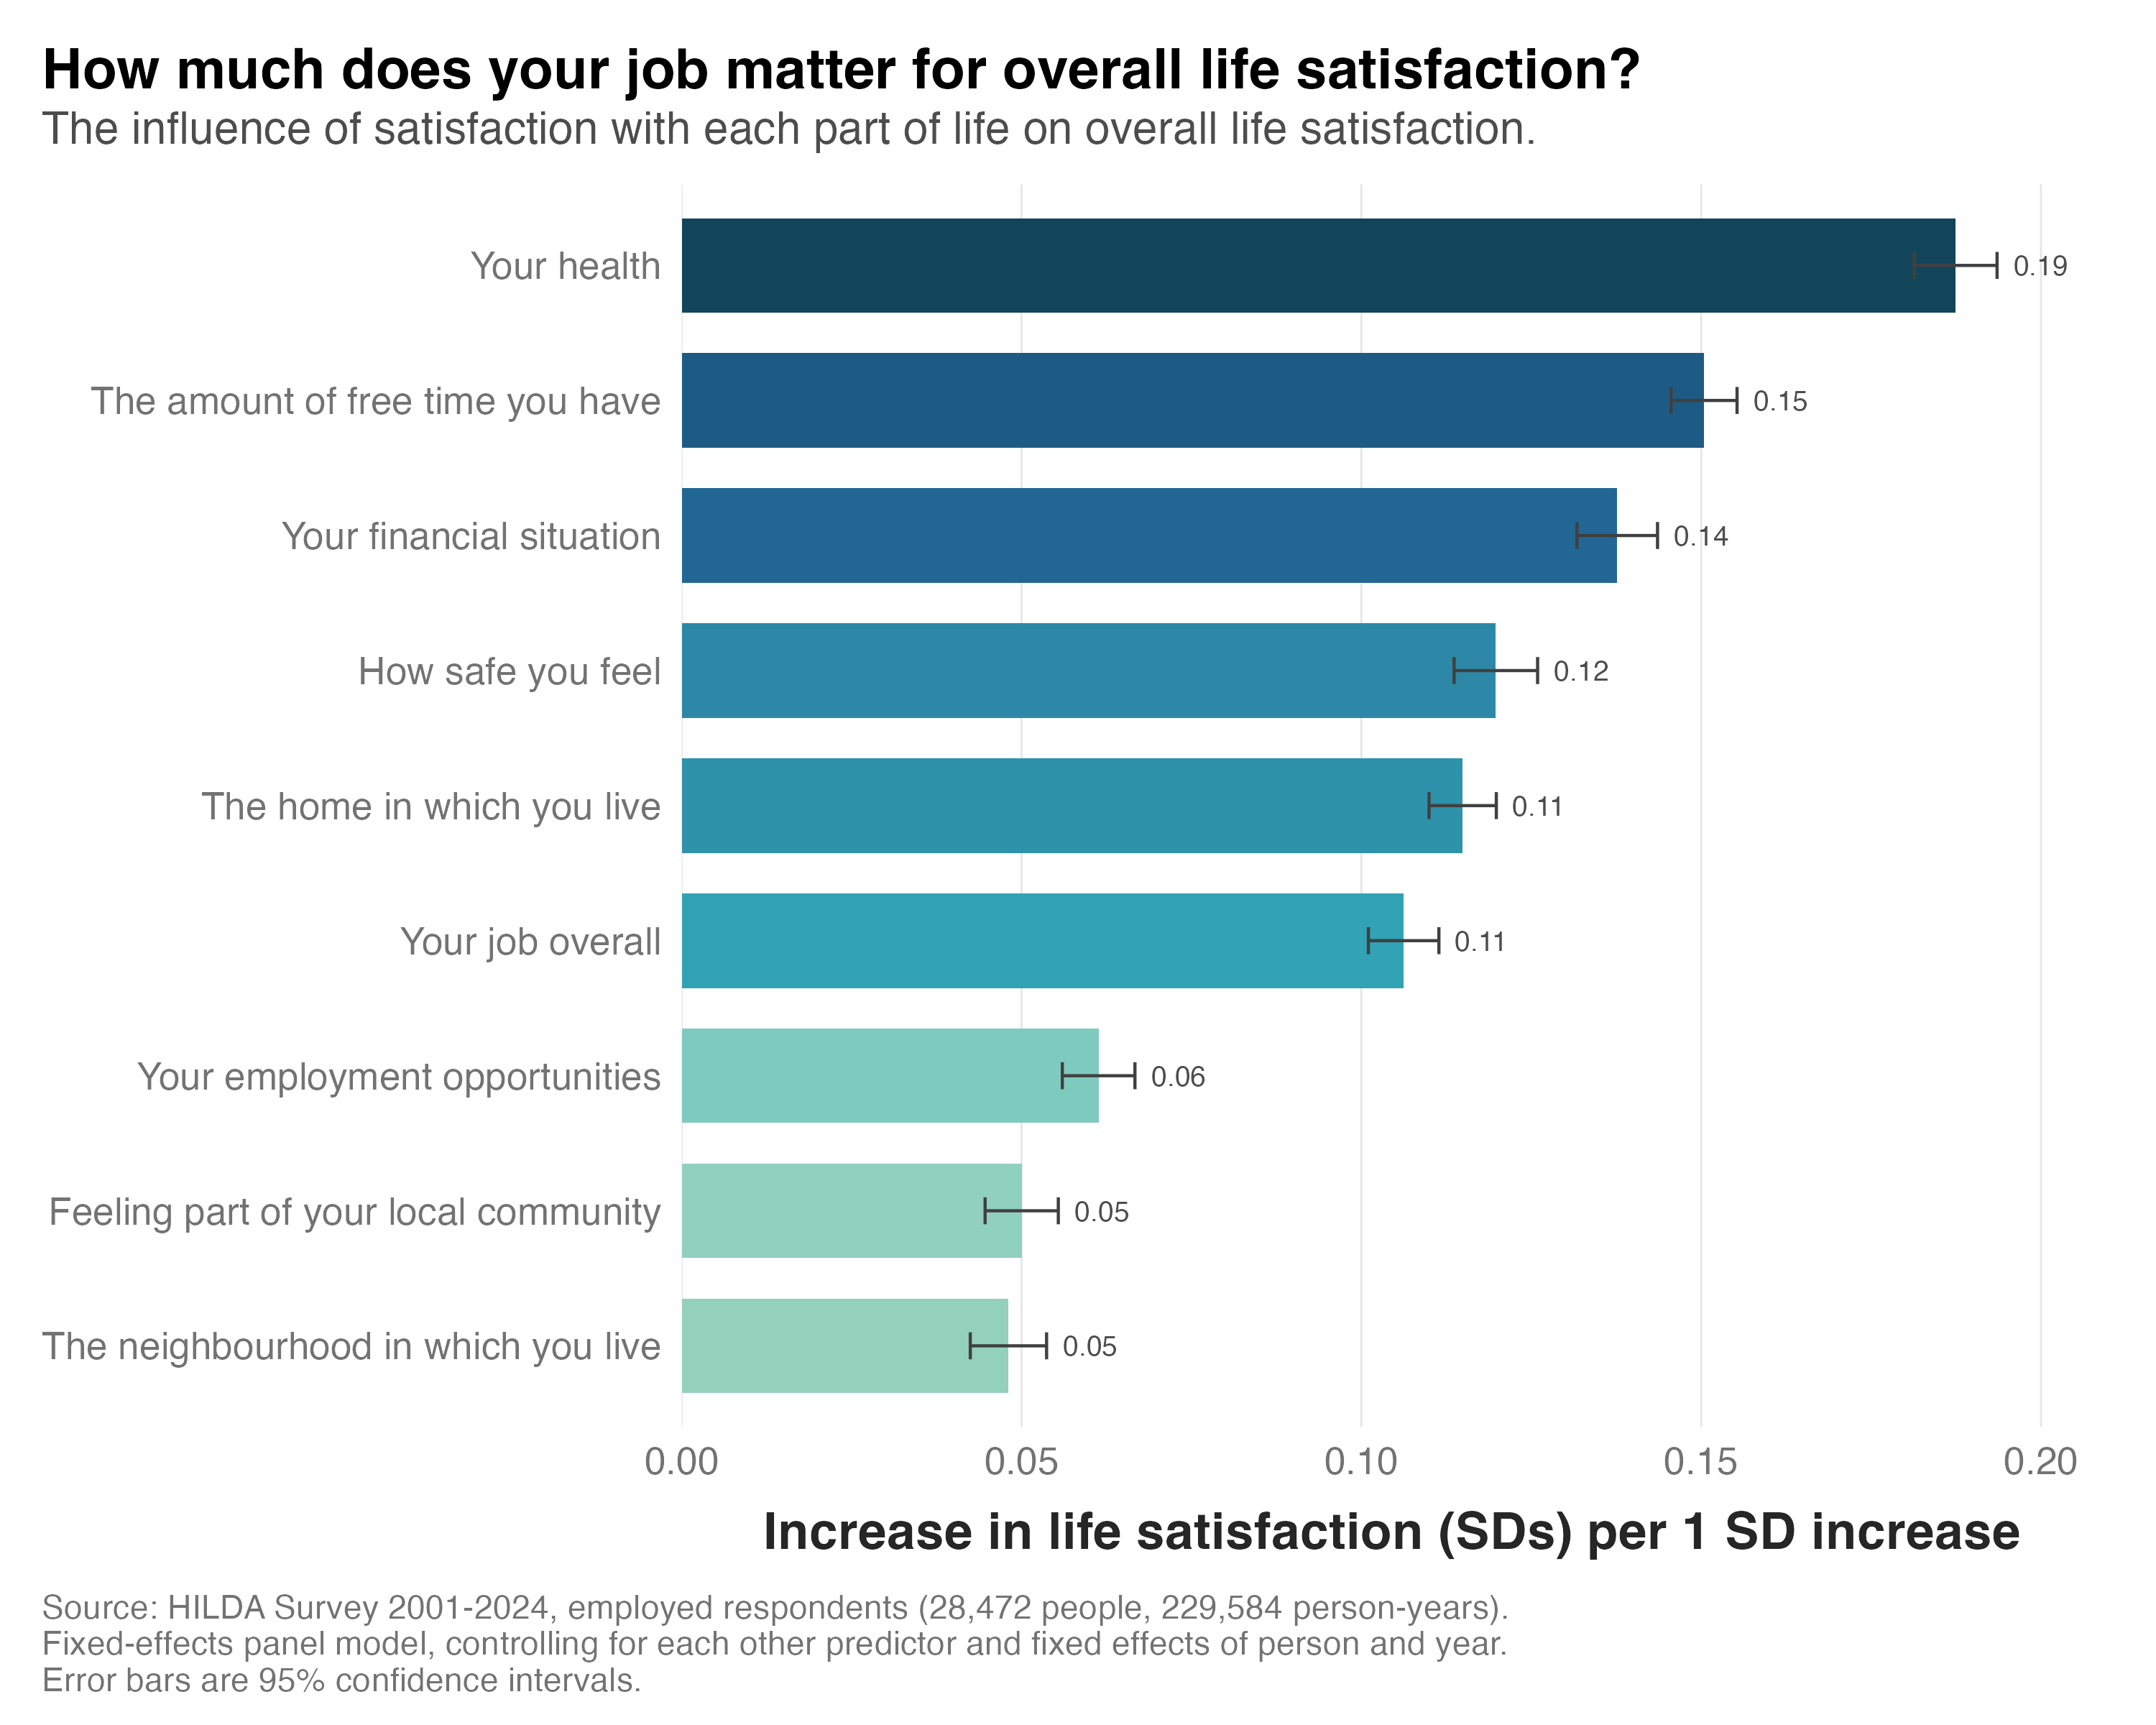 How much does your job matter for overall life satisfaction?
The influence of satisfaction with each part of life on overall life satisfaction.
Your health
0.19
The amount of free time you have
0.15
Your financial situation
0.14
How safe you feel
0.12
The home in which you live
0.11
Your job overall
0.11
Your employment opportunities
0.06
Feeling part of your local community
0.05
The neighbourhood in which you live
0.05
0.00 0.05 0.10 0.15 0.20
Increase in life satisfaction (SDs) per 1 SD increase
Source: HILDA Survey 2001-2024, employed respondents (28,472 people, 229,584 person-years).
Fixed-effects panel model, controlling for each other predictor and fixed effects of person and year.
Error bars are 95% confidence intervals.